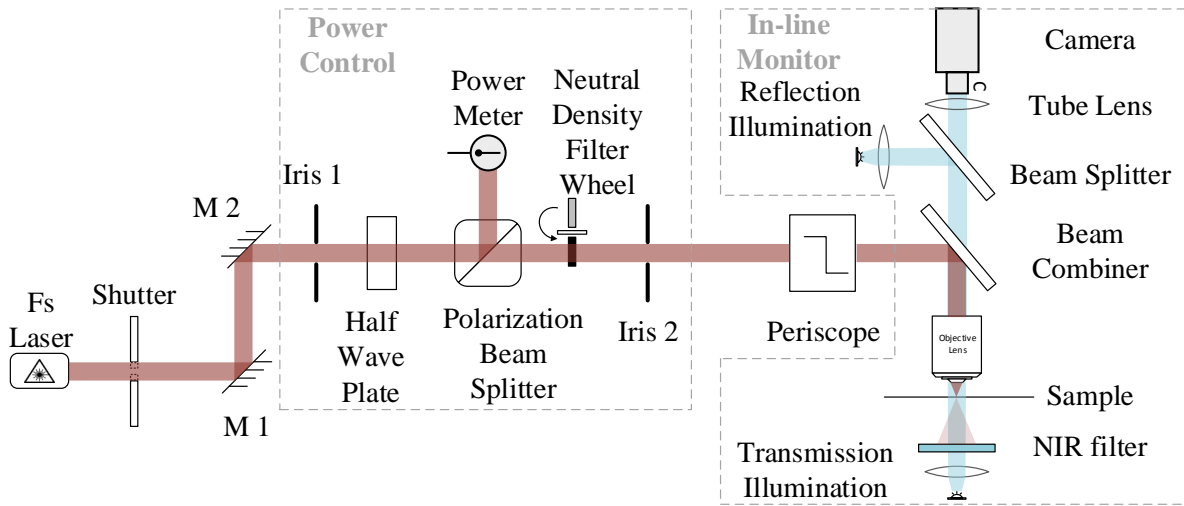 Power
Control
In-line
Monitor
Camera
Tube Lens
Beam Splitter
Beam
Combiner
Reflection
Illumination
C
Power
Meter
Neutral
Density
Filter
Wheel
Iris 1
M 2
Shutter
Fs
Laser
M 1
Half
Wave
Plate
Polarization
Beam
Splitter
Iris 2
Periscope
Objective
Lens
Sample
NIR filter
Transmission
Illumination